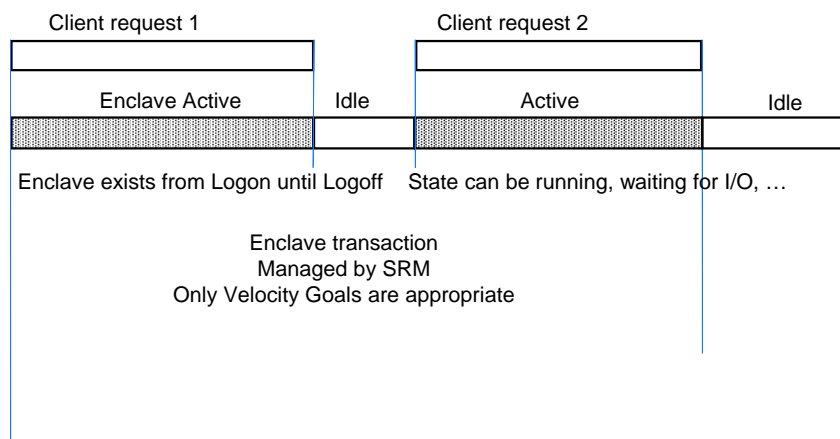 Client request 1 Client request 2
Enclave Active Idle Active Idle
Enclave exists from Logon until Logoff State can be running, waiting for I/O, …
Enclave transaction
Managed by SRM
Only Velocity Goals are appropriate